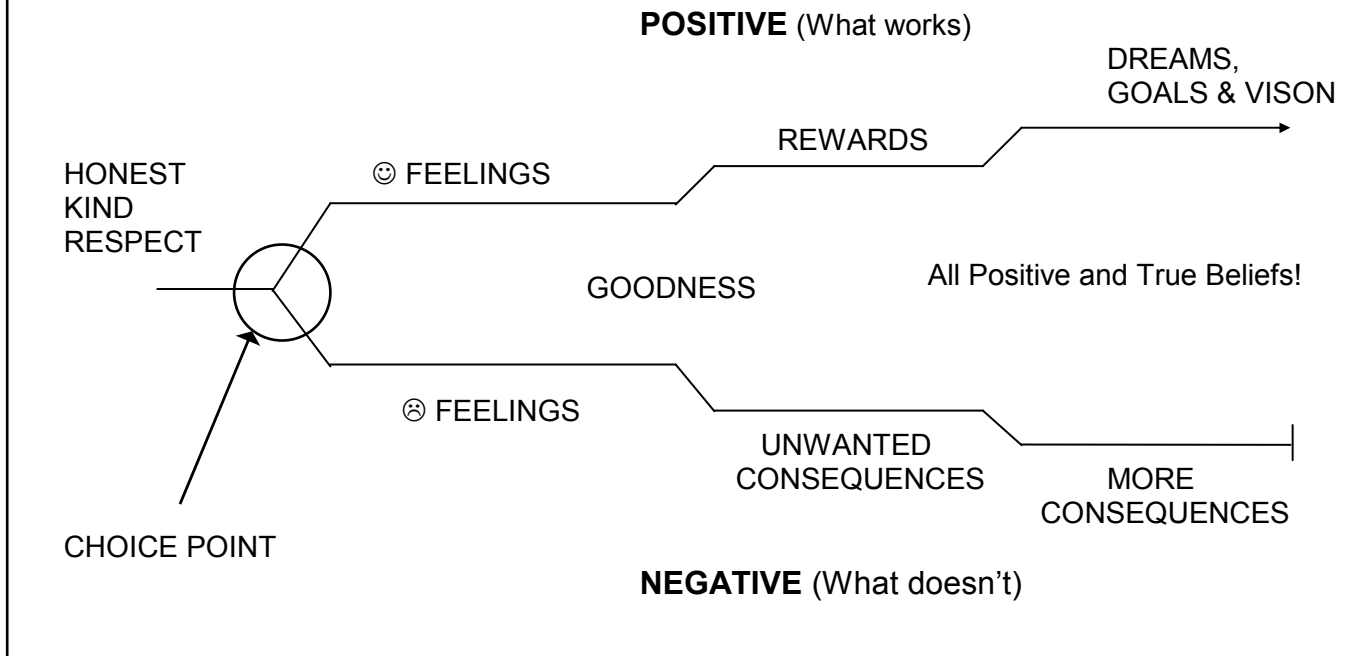 POSITIVE (What works)
DREAMS,
GOALS & VISON
REWARDS
☺ FEELINGS
HONEST
KIND
RESPECT
GOODNESS
All Positive and True Beliefs!
☹ FEELINGS
UNWANTED
CONSEQUENCES
MORE
CONSEQUENCES
CHOICE POINT
NEGATIVE (What doesn’t)